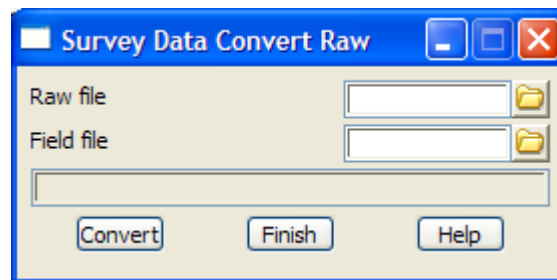 Survey Data Convert Raw
Raw file
Field file
Convert Finish Help